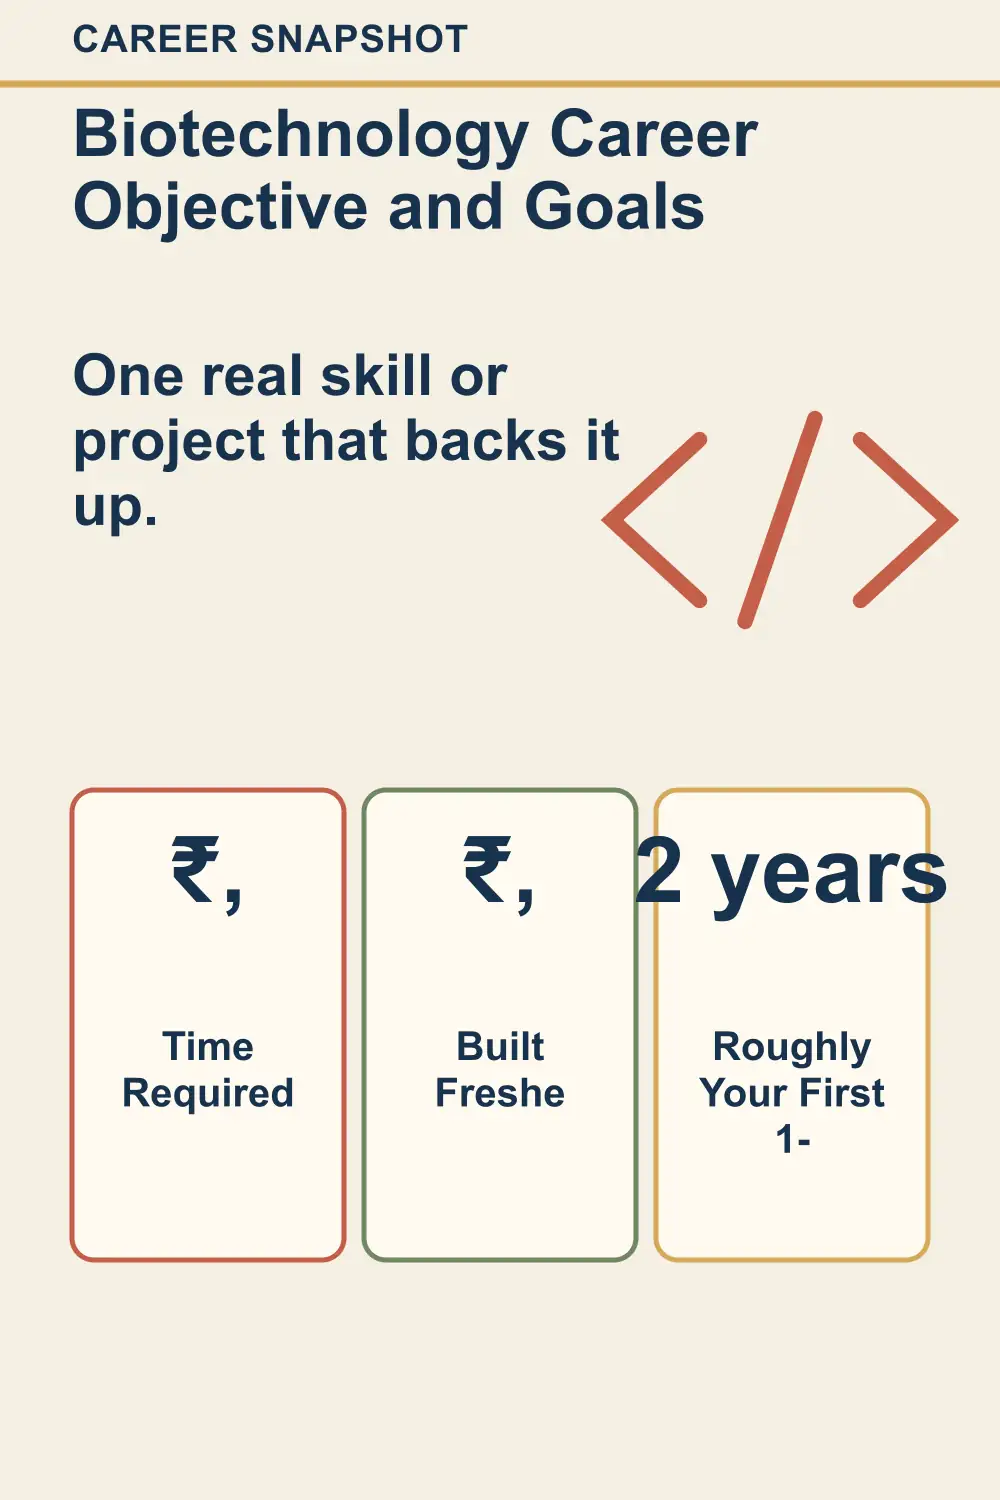 CAREER SNAPSHOT
Biotechnology Career
Objective and Goals
One real skill or
project that backs it
up.
₹,
Time
Required
₹,
Built
Freshe
2 years
Roughly
Your First
1-